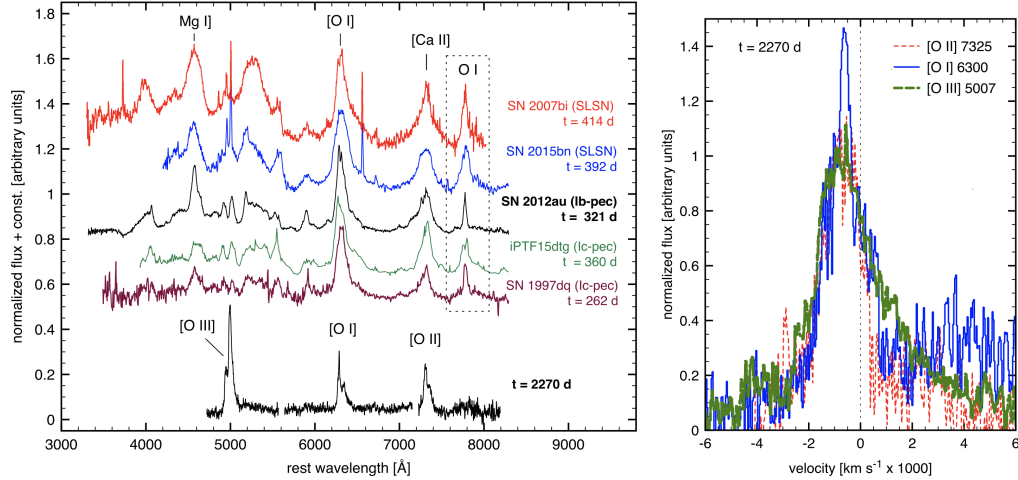 1.8
1.6
1.4
1.2
1
0.8
0.6
0.4
0.2
0
normalized flux + const. [arbitrary units]
3000 4000 5000 6000 7000 8000 9000
rest wavelength [Å]
Mg I]
[O I]
[Ca II]
O I
SN 2007bi (SLSN)
t = 414 d
SN 2015bn (SLSN)
t = 392 d
SN 2012au (Ib-pec)
t = 321 d
iPTF15dtg (Ic-pec)
t = 360 d
SN 1997dq (Ic-pec)
t = 262 d
[O III]
[O I]
[O II]
t = 2270 d
1.4
1.2
1
0.8
0.6
0.4
0.2
0
normalized flux [arbitrary units]
-6 -4 -2 0 2 4 6
velocity [km s⁻¹ x 1000]
t = 2270 d
[O II] 7325
[O I] 6300
[O III] 5007